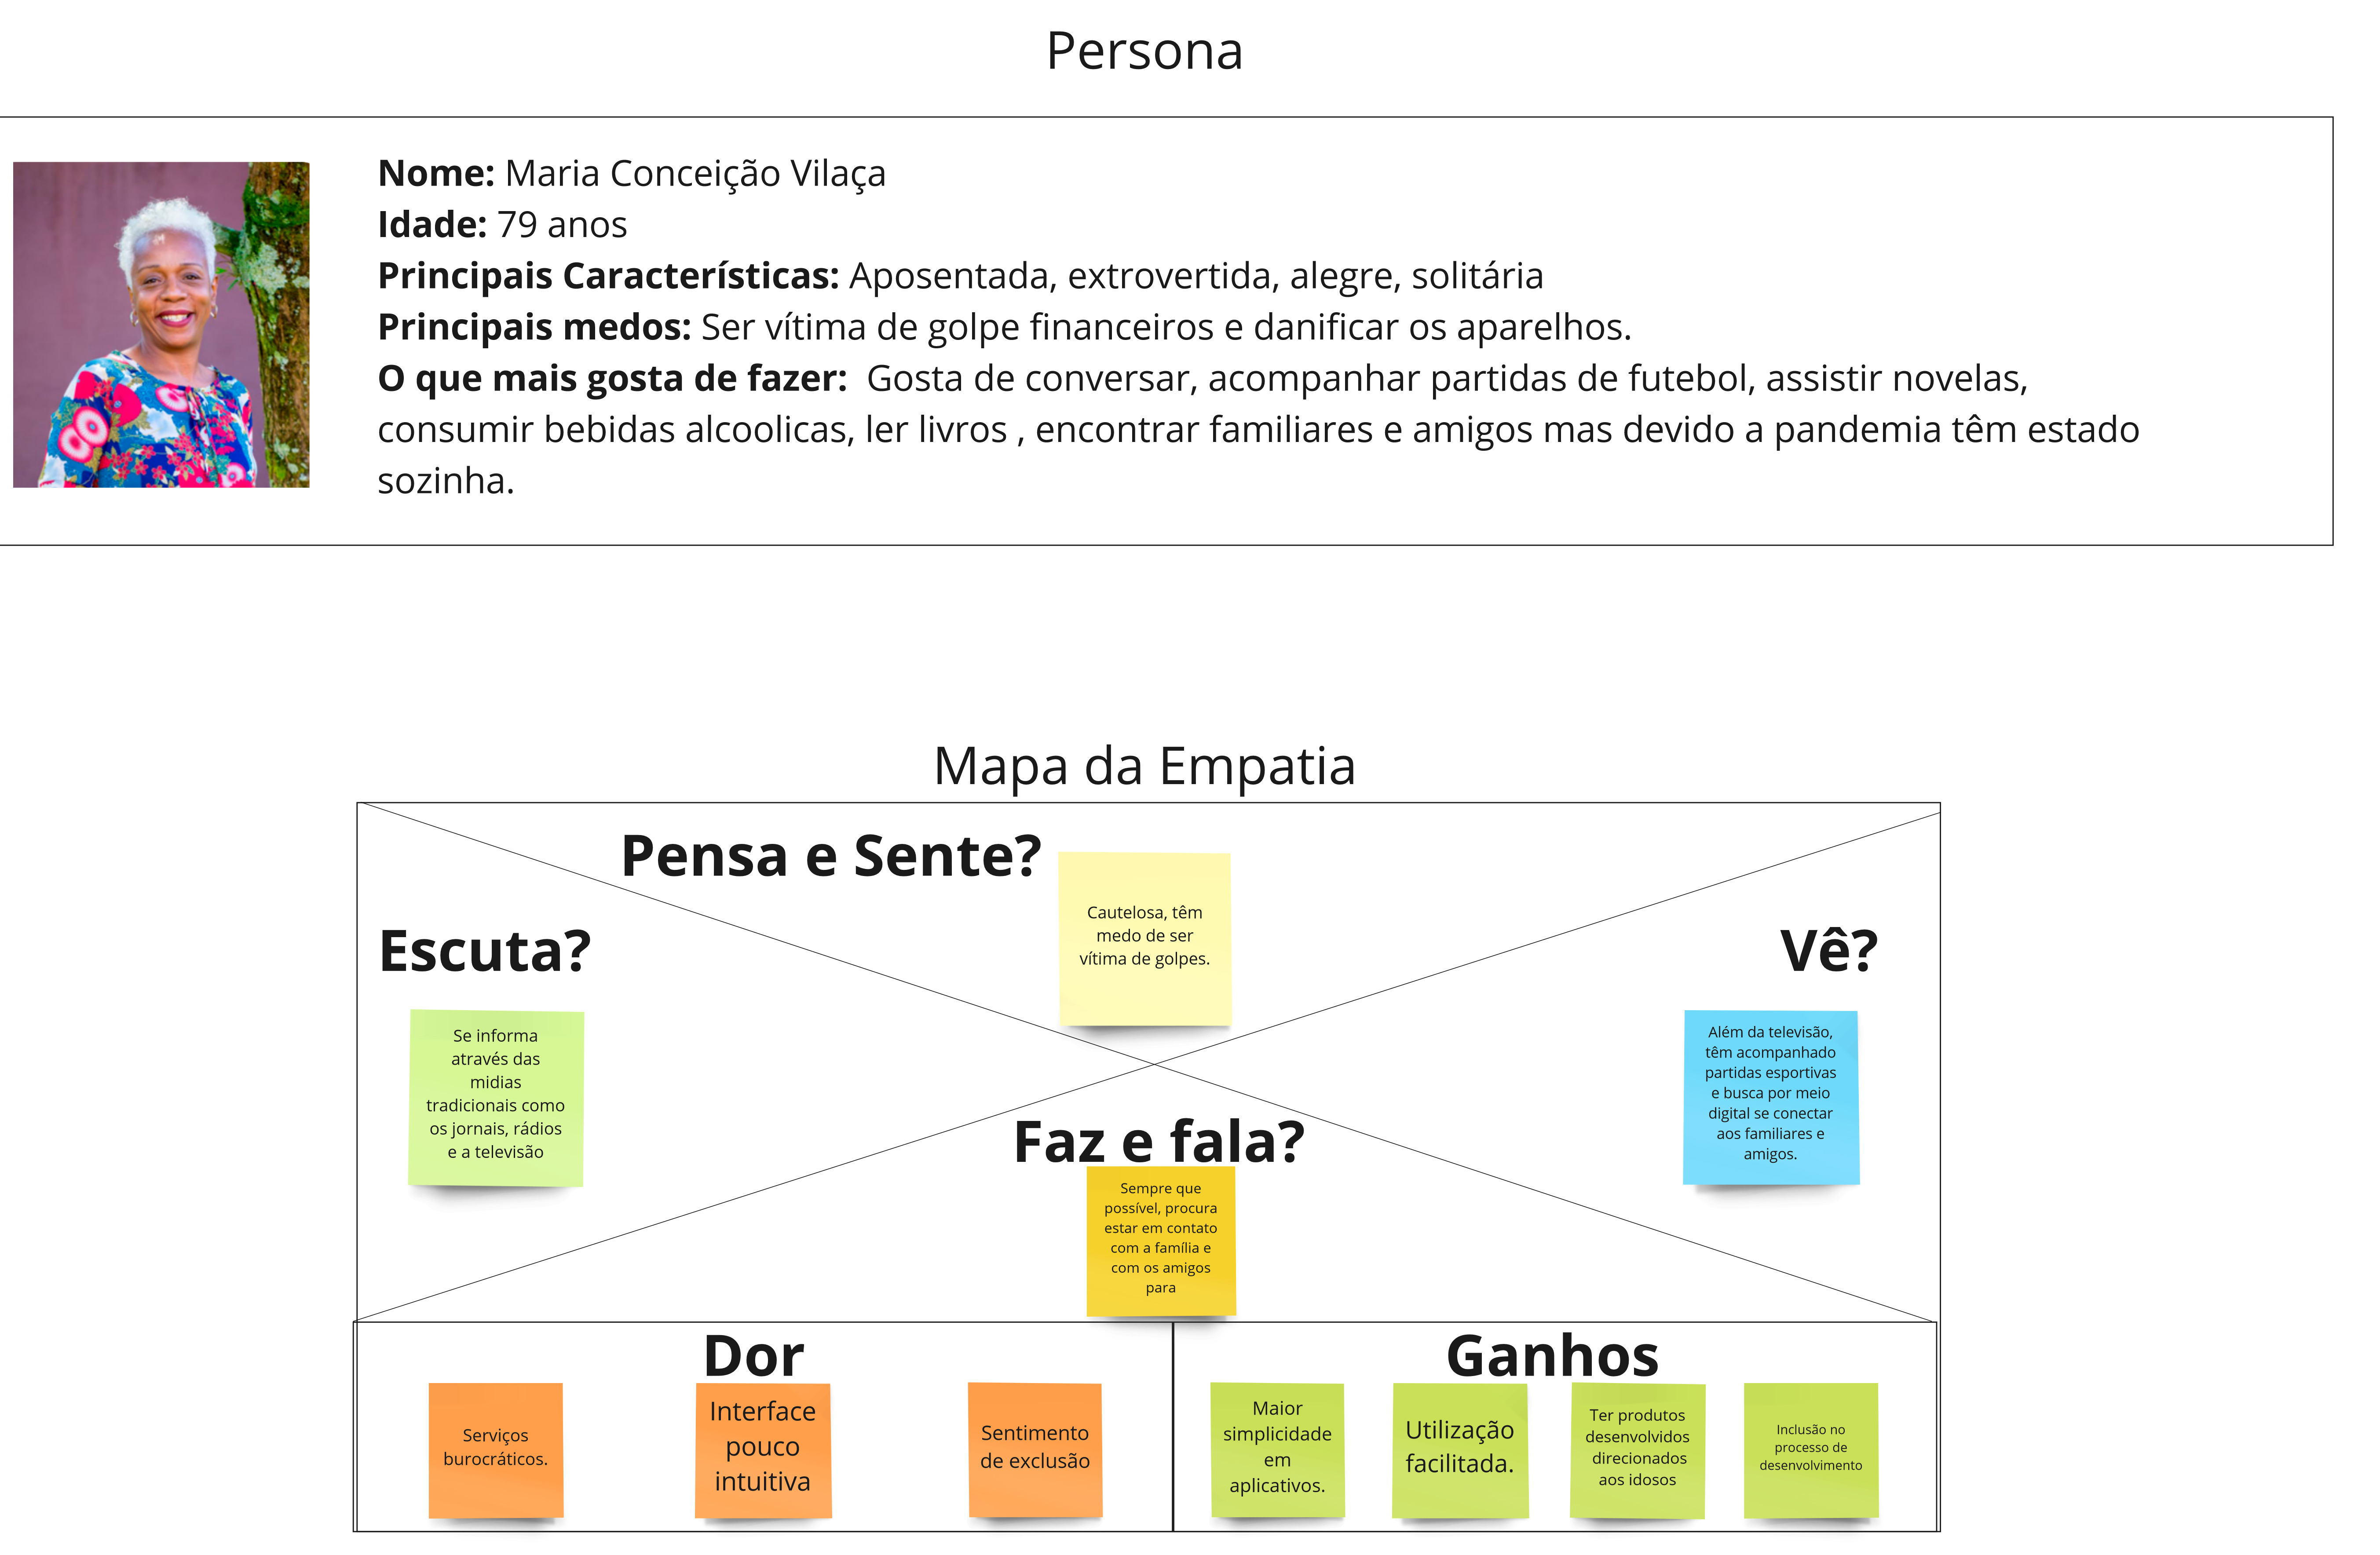 Persona
Nome: Maria Conceição Vilaça
Idade: 79 anos
Principais Características: Aposentada, extrovertida, alegre, solitária
Principais medos: Ser vítima de golpe financeiros e danificar os aparelhos.
O que mais gosta de fazer:  Gosta de conversar, acompanhar partidas de futebol, assistir novelas,
consumir bebidas alcoolicas, ler livros , encontrar familiares e amigos mas devido a pandemia têm estado
sozinha.
Mapa da Empatia
Pensa e Sente?
Cautelosa, têm
medo de ser
vítima de golpes.
Escuta?
Se informa
através das
midias
tradicionais como
os jornais, rádios
e a televisão
Vê?
Além da televisão,
têm acompanhado
partidas esportivas
e busca por meio
digital se conectar
aos familiares e
amigos.
Faz e fala?
Sempre que
possível, procura
estar em contato
com a família e
com os amigos
para
Dor
Serviços
burocráticos.
Interface
pouco
intuitiva
Sentimento
de exclusão
Ganhos
Maior
simplicidade
em
aplicativos.
Utilização
facilitada.
Ter produtos
desenvolvidos
direcionados
aos idosos
Inclusão no
processo de
desenvolvimento